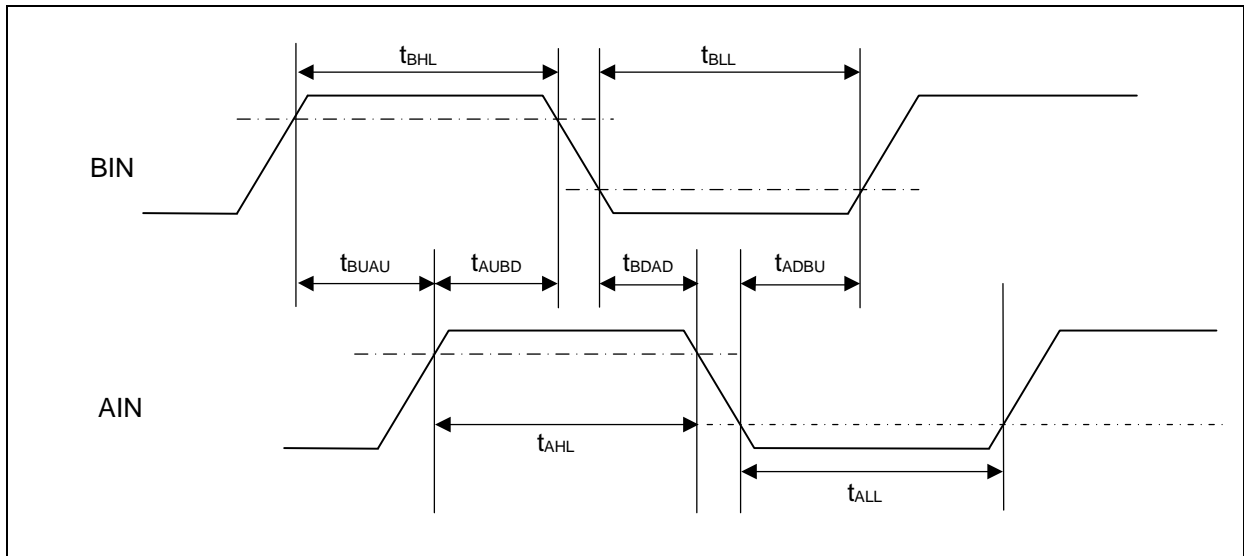 tBHL
tBLL
BIN
tBUAU
tAUBD
tBDAD
tADBU
AIN
tAHL
tALL